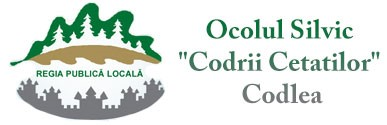 REGIA PUBLICĂ LOCALĂ
Ocolul Silvic
"Codrii Cetatilor"
Codlea